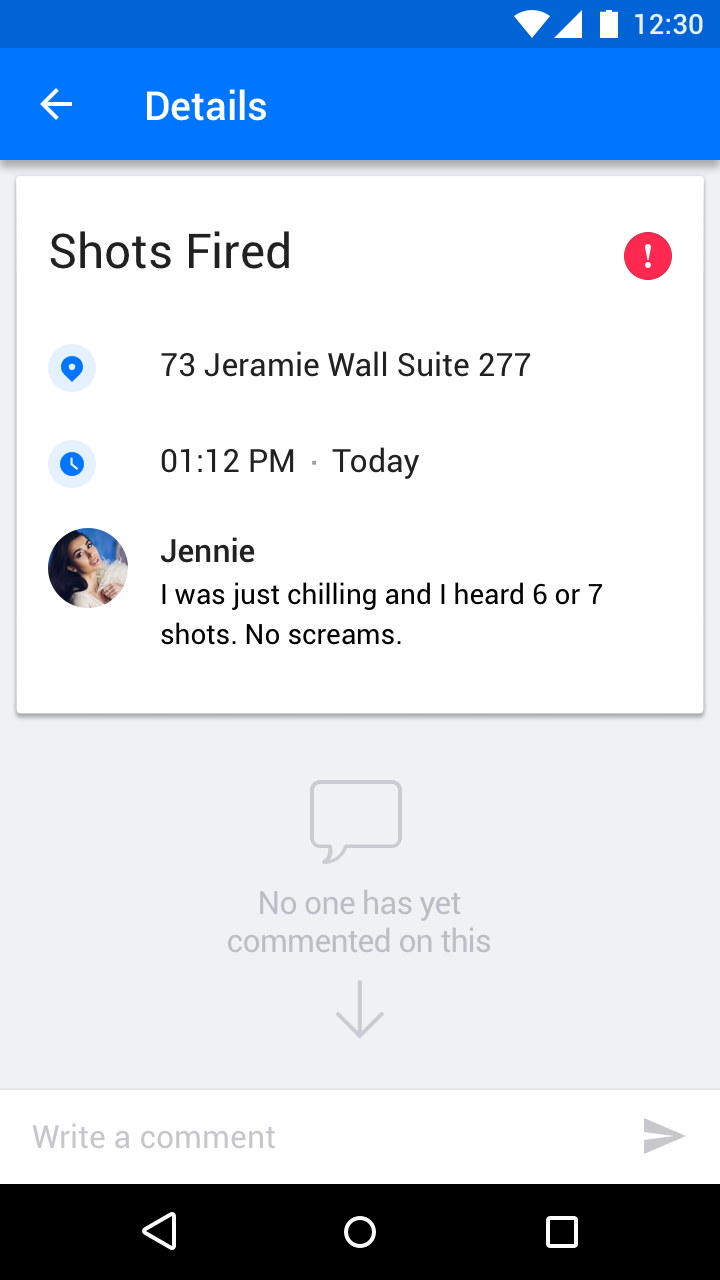 12:30
Details
Shots Fired
73 Jeramie Wall Suite 277
01:12 PM · Today
Jennie
I was just chilling and I heard 6 or 7
shots. No screams.
No one has yet
commented on this
Write a comment